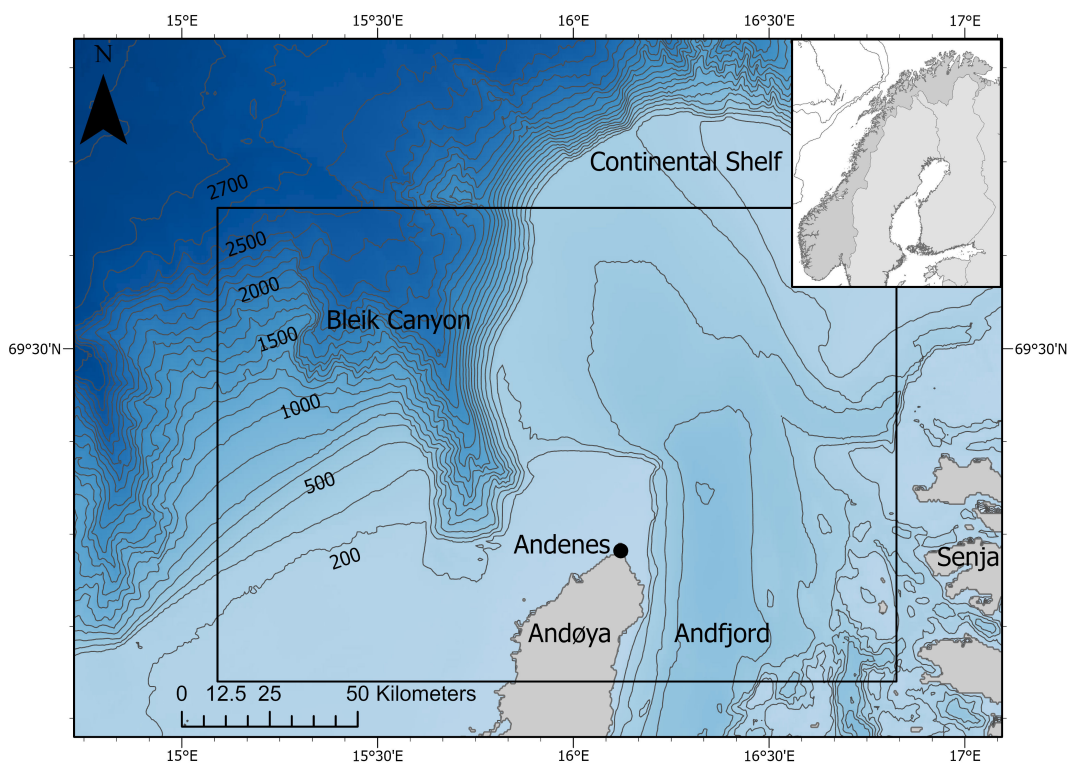 15°E 15°30'E 16°E 16°30'E 17°E
N
Continental Shelf
2700
2500
2000
Bleik Canyon
1500
69°30'N 69°30'N
1000
500
Andenes
200
Senja
Andøya Andfjord
0 12.5 25 50 Kilometers
15°E 15°30'E 16°E 16°30'E 17°E